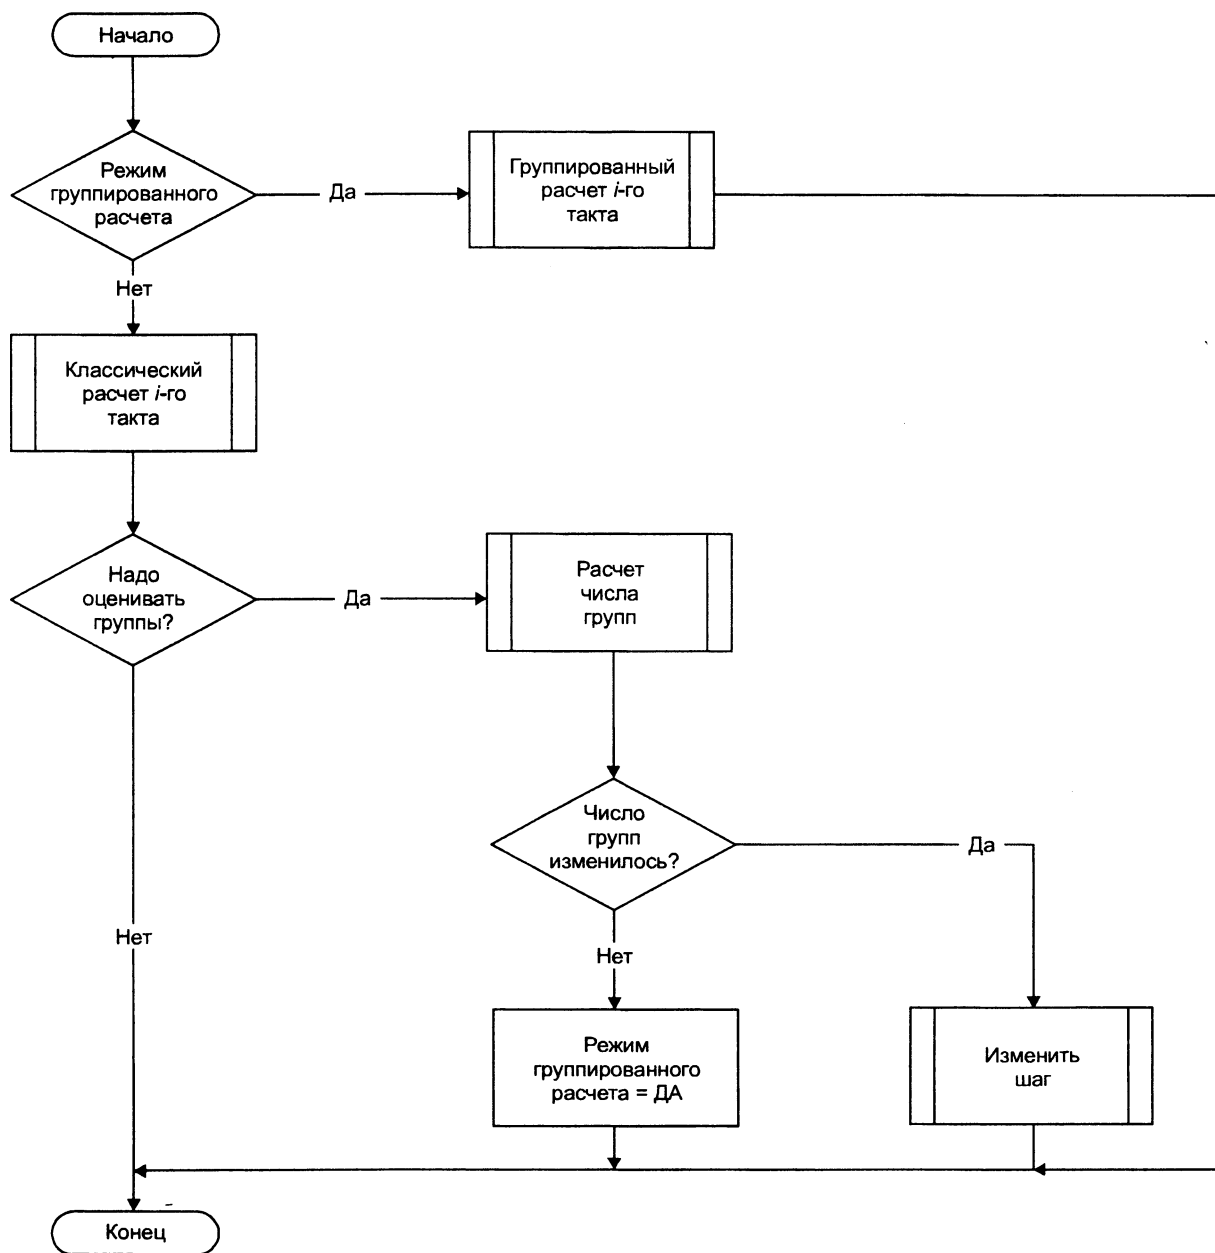 Начало
Режим
группированного
расчета
Да
Группированный
расчет i-го
такта
Нет
Классический
расчет i-го
такта
Надо
оценивать
группы?
Да
Расчет
числа
групп
Число
групп
изменилось?
Да
Нет
Нет
Режим
группированного
расчета = ДА
Изменить
шаг
Конец